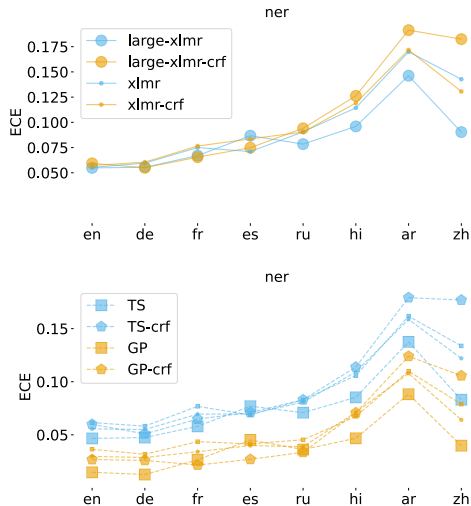 ner
large-xlmr
large-xlmr-crf
xlmr
xlmr-crf
ECE
0.175
0.150
0.125
0.100
0.075
0.050
en de fr es ru hi ar zh
ner
TS
TS-crf
GP
GP-crf
ECE
0.15
0.10
0.05
en de fr es ru hi ar zh